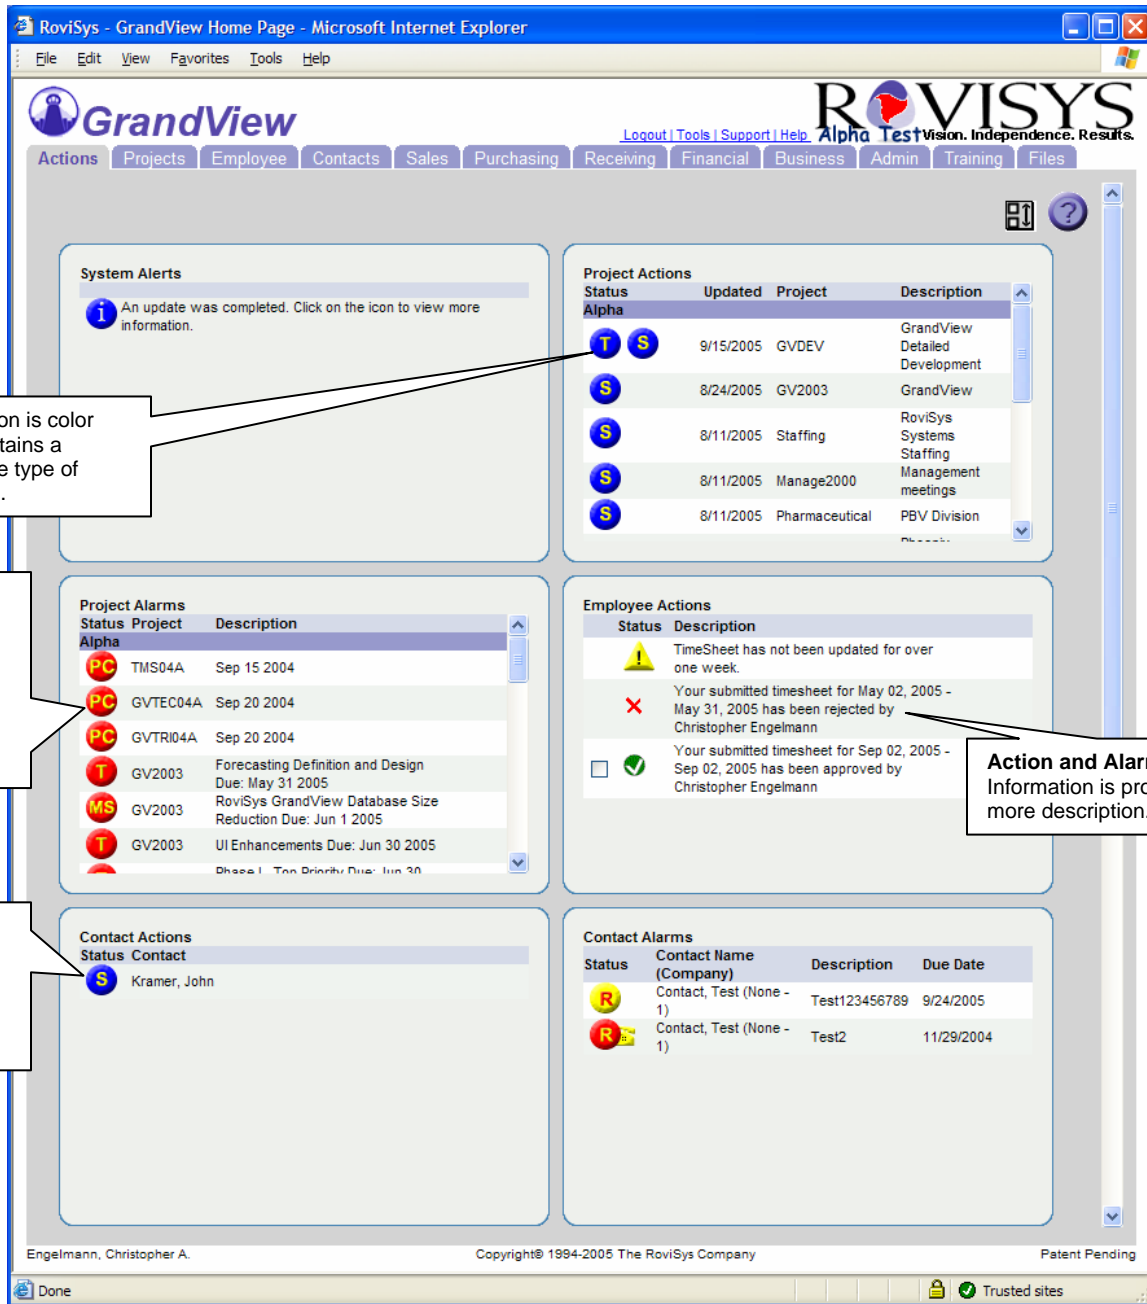 RoviSys - GrandView Home Page - Microsoft Internet Explorer
File Edit View Favorites Tools Help
GrandView
ROVISYS
Logout | Tools | Support | Help
Alpha Test
Vision. Independence. Results.
Actions Projects Employee Contacts Sales Purchasing Receiving Financial Business Admin Training Files
System Alerts
i An update was completed. Click on the icon to view more
information.
Project Actions
Status Updated Project Description
Alpha
T S 9/15/2005 GVDEV GrandView
Detailed
Development
S 8/24/2005 GV2003 GrandView
S 8/11/2005 Staffing RoviSys
Systems
Staffing
S 8/11/2005 Manage2000 Management
meetings
S 8/11/2005 Pharmaceutical PBV Division
on is color
tains a
e type of
.
Project Alarms
Status Project Description
Alpha
PC TMS04A Sep 15 2004
PC GVTEC04A Sep 20 2004
PC GVTRI04A Sep 20 2004
T GV2003 Forecasting Definition and Design
Due: May 31 2005
MS GV2003 RoviSys GrandView Database Size
Reduction Due: Jun 1 2005
T GV2003 UI Enhancements Due: Jun 30 2005
Phase I Top Priority Due: Jun 30
Employee Actions
Status Description
TimeSheet has not been updated for over
one week.
Your submitted timesheet for May 02, 2005 -
May 31, 2005 has been rejected by
Christopher Engelmann
Your submitted timesheet for Sep 02, 2005 -
Sep 02, 2005 has been approved by
Christopher Engelmann
Action and Alar
Information is pro
more description.
Contact Actions
Status Contact
S Kramer, John
Contact Alarms
Status Contact Name
(Company) Description Due Date
R Contact, Test (None -
1) Test123456789 9/24/2005
R Contact, Test (None -
1) Test2 11/29/2004
Engelmann, Christopher A. Copyright© 1994-2005 The RoviSys Company Patent Pending
Done Trusted sites